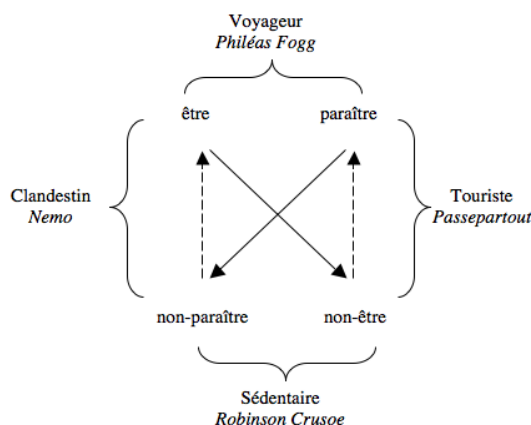 Voyageur
Philéas Fogg
être paraître
Clandestin Touriste
Nemo Passepartout
non-paraître non-être
Sédentaire
Robinson Crusoe